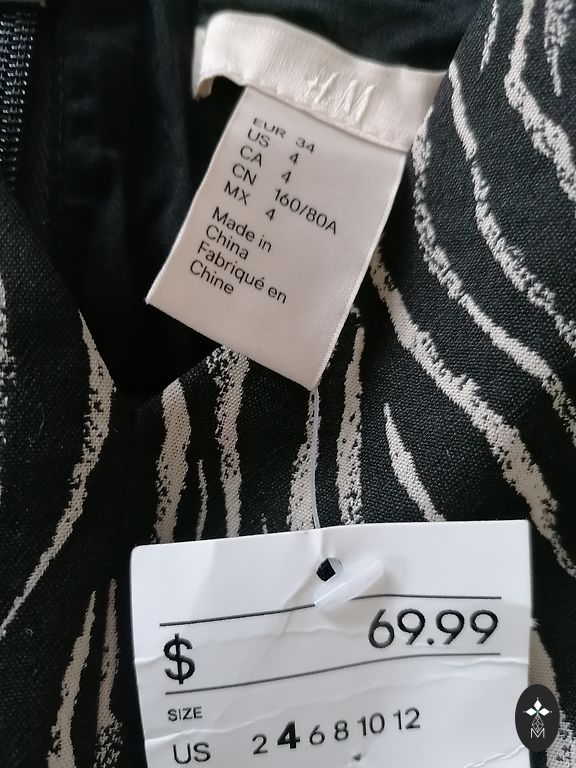 H&M
EUR 34
US 4
CA 4
CN 160/80A
MX 4
Made in
China
Fabriqué en
Chine
$ 69.99
SIZE
US 2 4 6 8 10 12
M